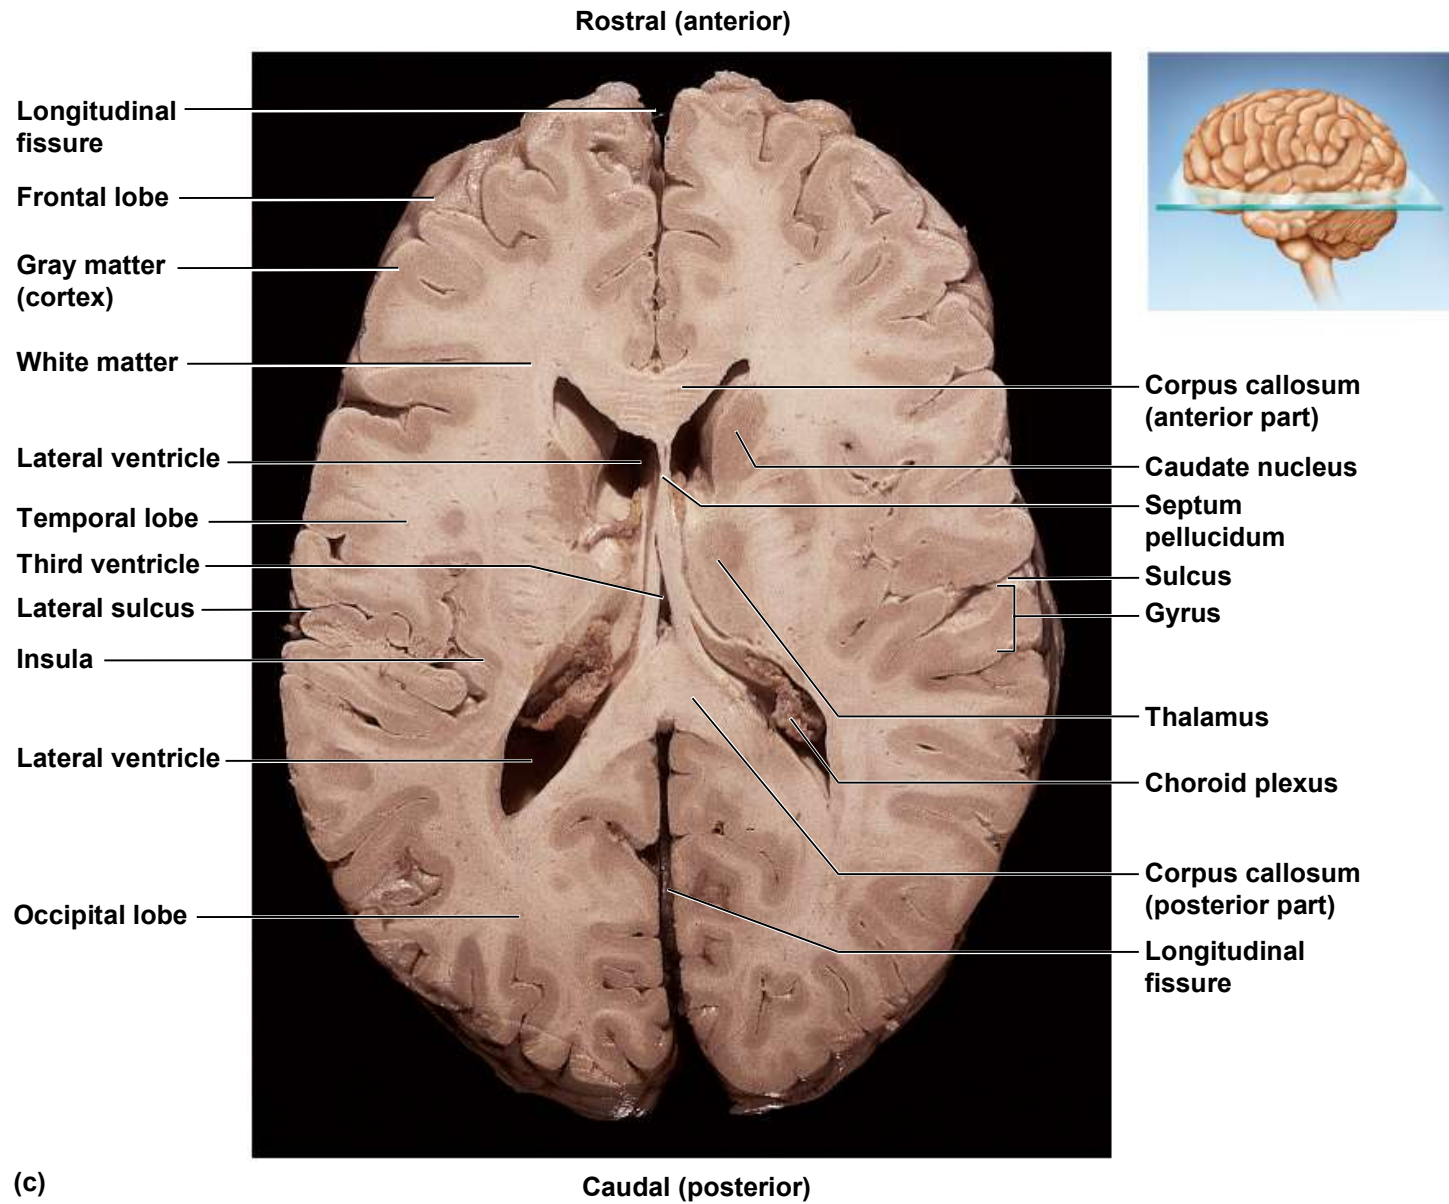 Rostral (anterior)
Longitudinal
fissure
Frontal lobe
Gray matter
(cortex)
White matter
Lateral ventricle
Temporal lobe
Third ventricle
Lateral sulcus
Insula
Lateral ventricle
Occipital lobe
Corpus callosum
(anterior part)
Caudate nucleus
Septum
pellucidum
Sulcus
Gyrus
Thalamus
Choroid plexus
Corpus callosum
(posterior part)
Longitudinal
fissure
(c)
Caudal (posterior)